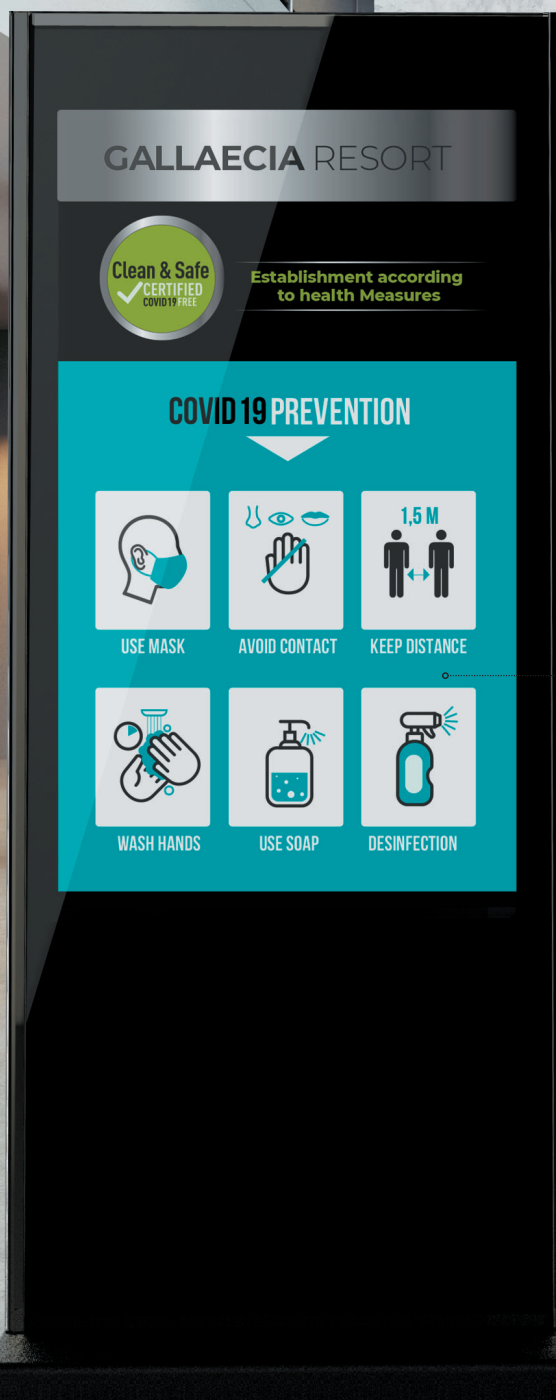 GALLAECIA RESORT
Clean & Safe
CERTIFIED
COVID19 FREE
Establishment according
to health Measures
COVID 19 PREVENTION
1,5 M
USE MASK
AVOID CONTACT
KEEP DISTANCE
WASH HANDS
USE SOAP
DESINFECTION